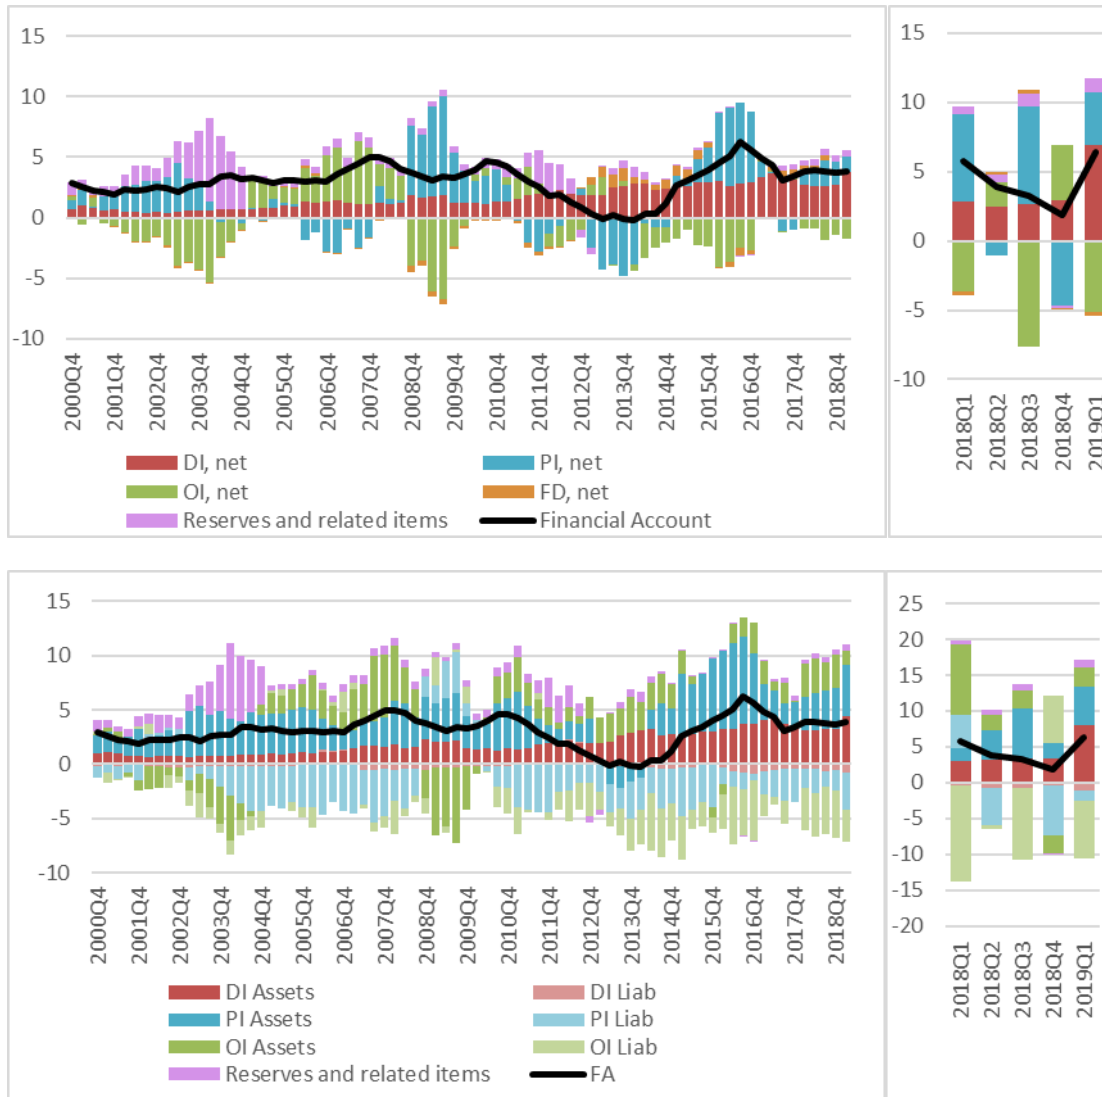 15
10
5
0
-5
-10
2000Q4
2001Q4
2002Q4
2003Q4
2004Q4
2005Q4
2006Q4
2007Q4
2008Q4
2009Q4
2010Q4
2011Q4
2012Q4
2013Q4
2014Q4
2015Q4
2016Q4
2017Q4
2018Q4
DI, net
PI, net
OI, net
FD, net
Reserves and related items
Financial Account
15
10
5
0
-5
-10
2018Q1
2018Q2
2018Q3
2018Q4
2019Q1
15
10
5
0
-5
-10
2000Q4
2001Q4
2002Q4
2003Q4
2004Q4
2005Q4
2006Q4
2007Q4
2008Q4
2009Q4
2010Q4
2011Q4
2012Q4
2013Q4
2014Q4
2015Q4
2016Q4
2017Q4
2018Q4
DI Assets
DI Liab
PI Assets
PI Liab
OI Assets
OI Liab
Reserves and related items
FA
25
20
15
10
5
0
-5
-10
-15
-20
2018Q1
2018Q2
2018Q3
2018Q4
2019Q1